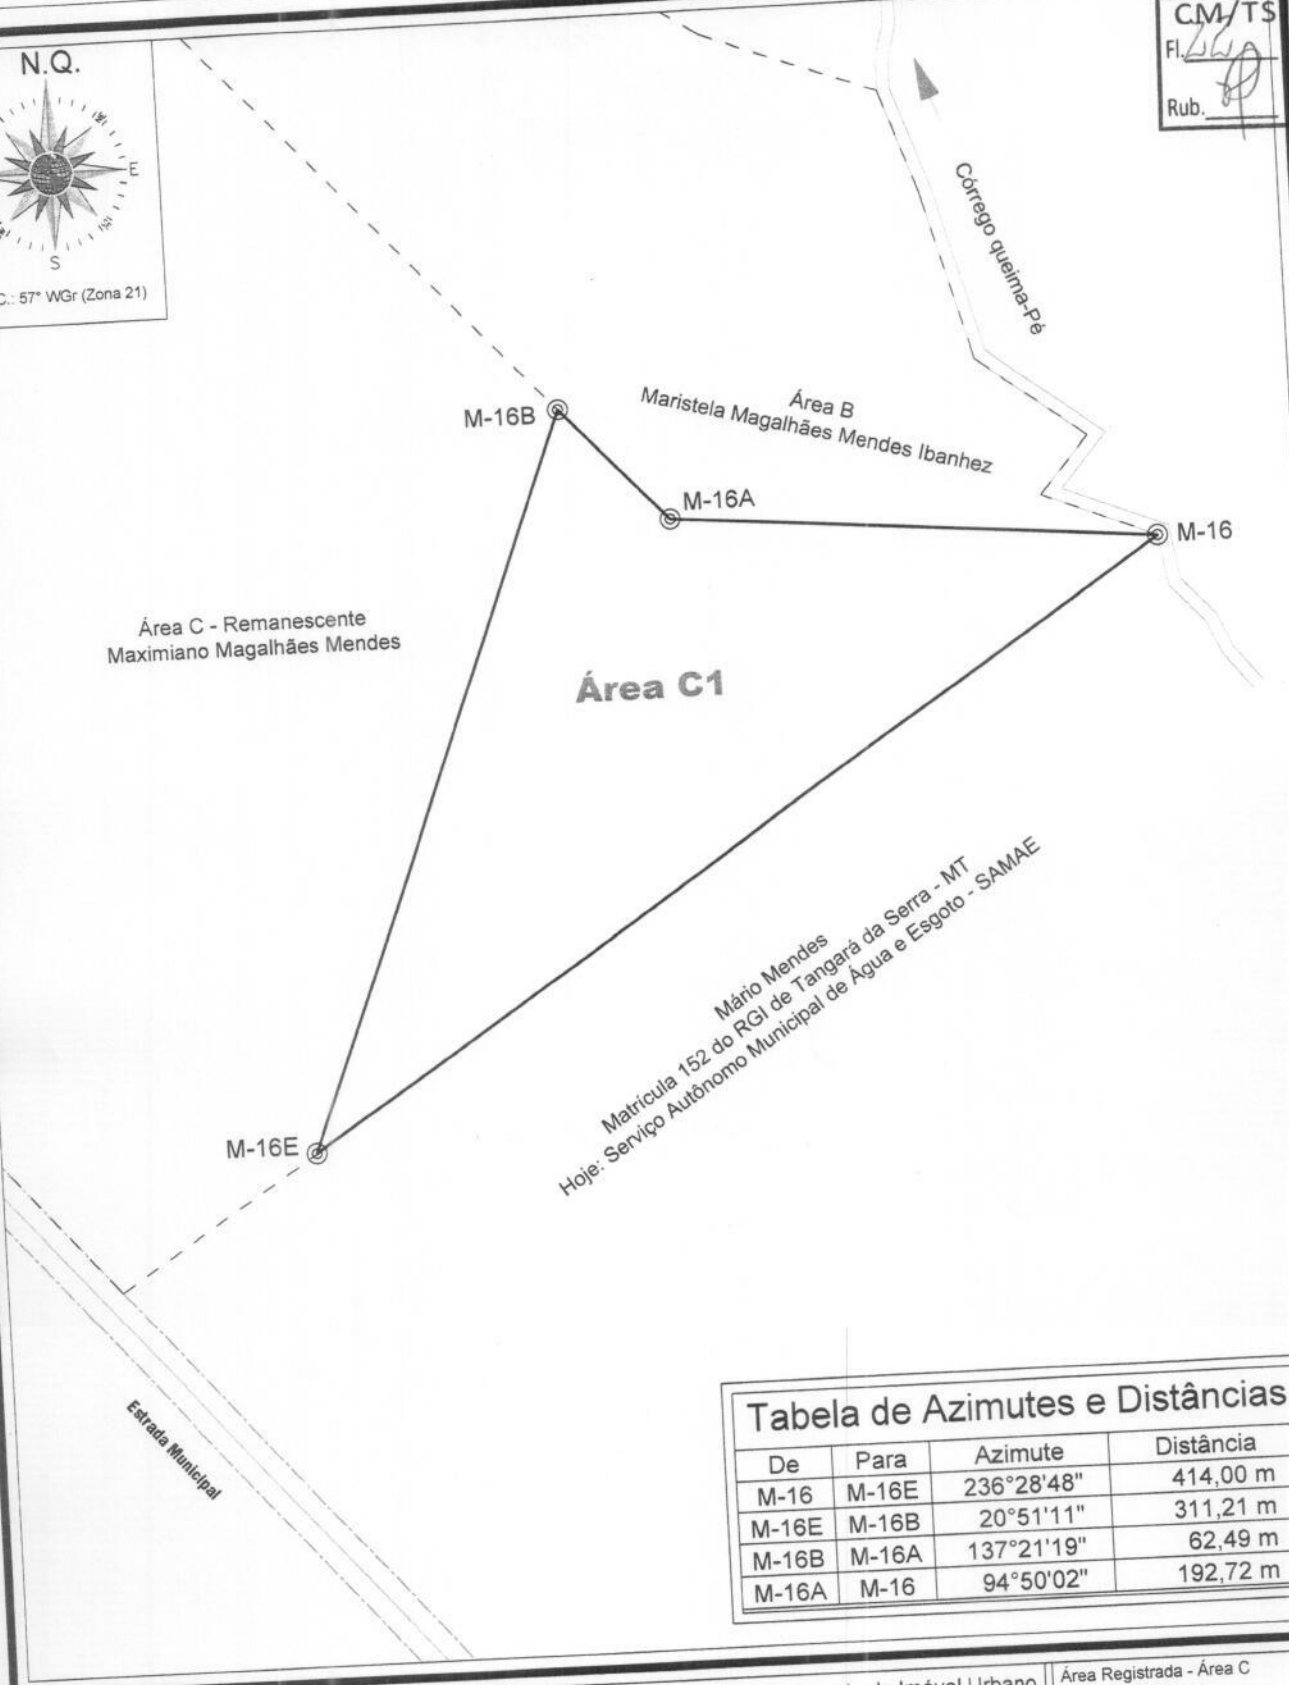 CM/TS
Fl.
Rub.
N.Q.
E
S
C.: 57° WGr (Zona 21)
Córrego queima-Pé
Área B
Maristela Magalhães Mendes Ibanhez
M-16B
M-16A
M-16
Área C - Remanescente
Maximiano Magalhães Mendes
Área C1
Mário Mendes
Matrícula 152 do RGI de Tangará da Serra - MT
Hoje: Serviço Autônomo Municipal de Água e Esgoto - SAMAE
M-16E
Estrada Municipal
Tabela de Azimutes e Distâncias
De Para Azimute Distância
M-16 M-16E 236°28'48" 414,00 m
M-16E M-16B 20°51'11" 311,21 m
M-16B M-16A 137°21'19" 62,49 m
M-16A M-16 94°50'02" 192,72 m
Imóvel Urbano
Área Registrada - Área C